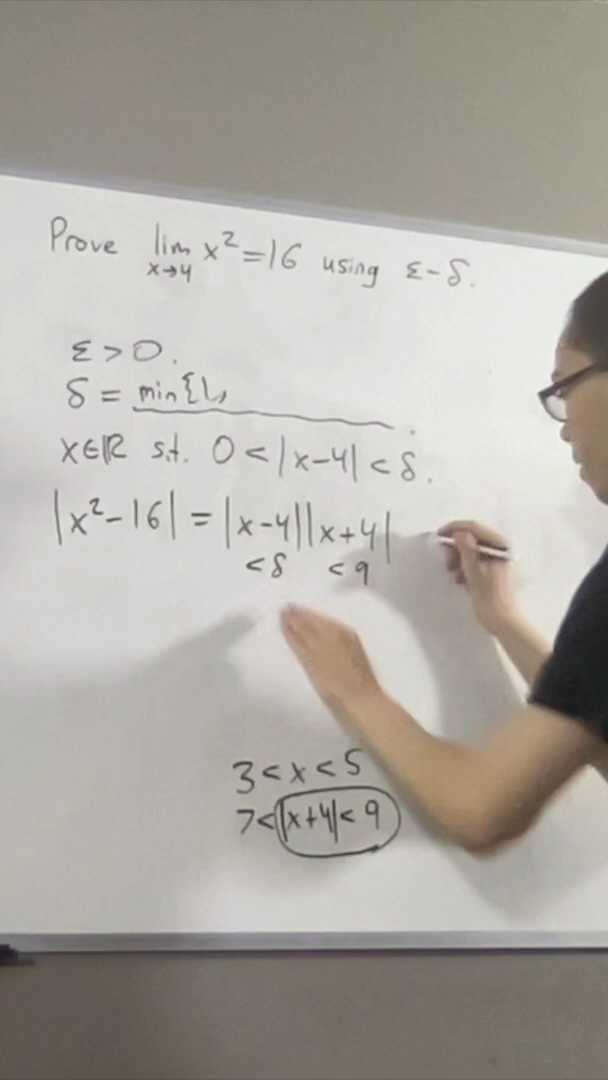 Prove lim x→4 x² = 16 using ε-δ.
ε > 0.
δ = min{1,            .
x∈ℝ s.t. 0 < |x-4| < δ.
|x²-16| = |x-4||x+4|
<δ <9
3 < x < 5
7 < |x+4| < 9